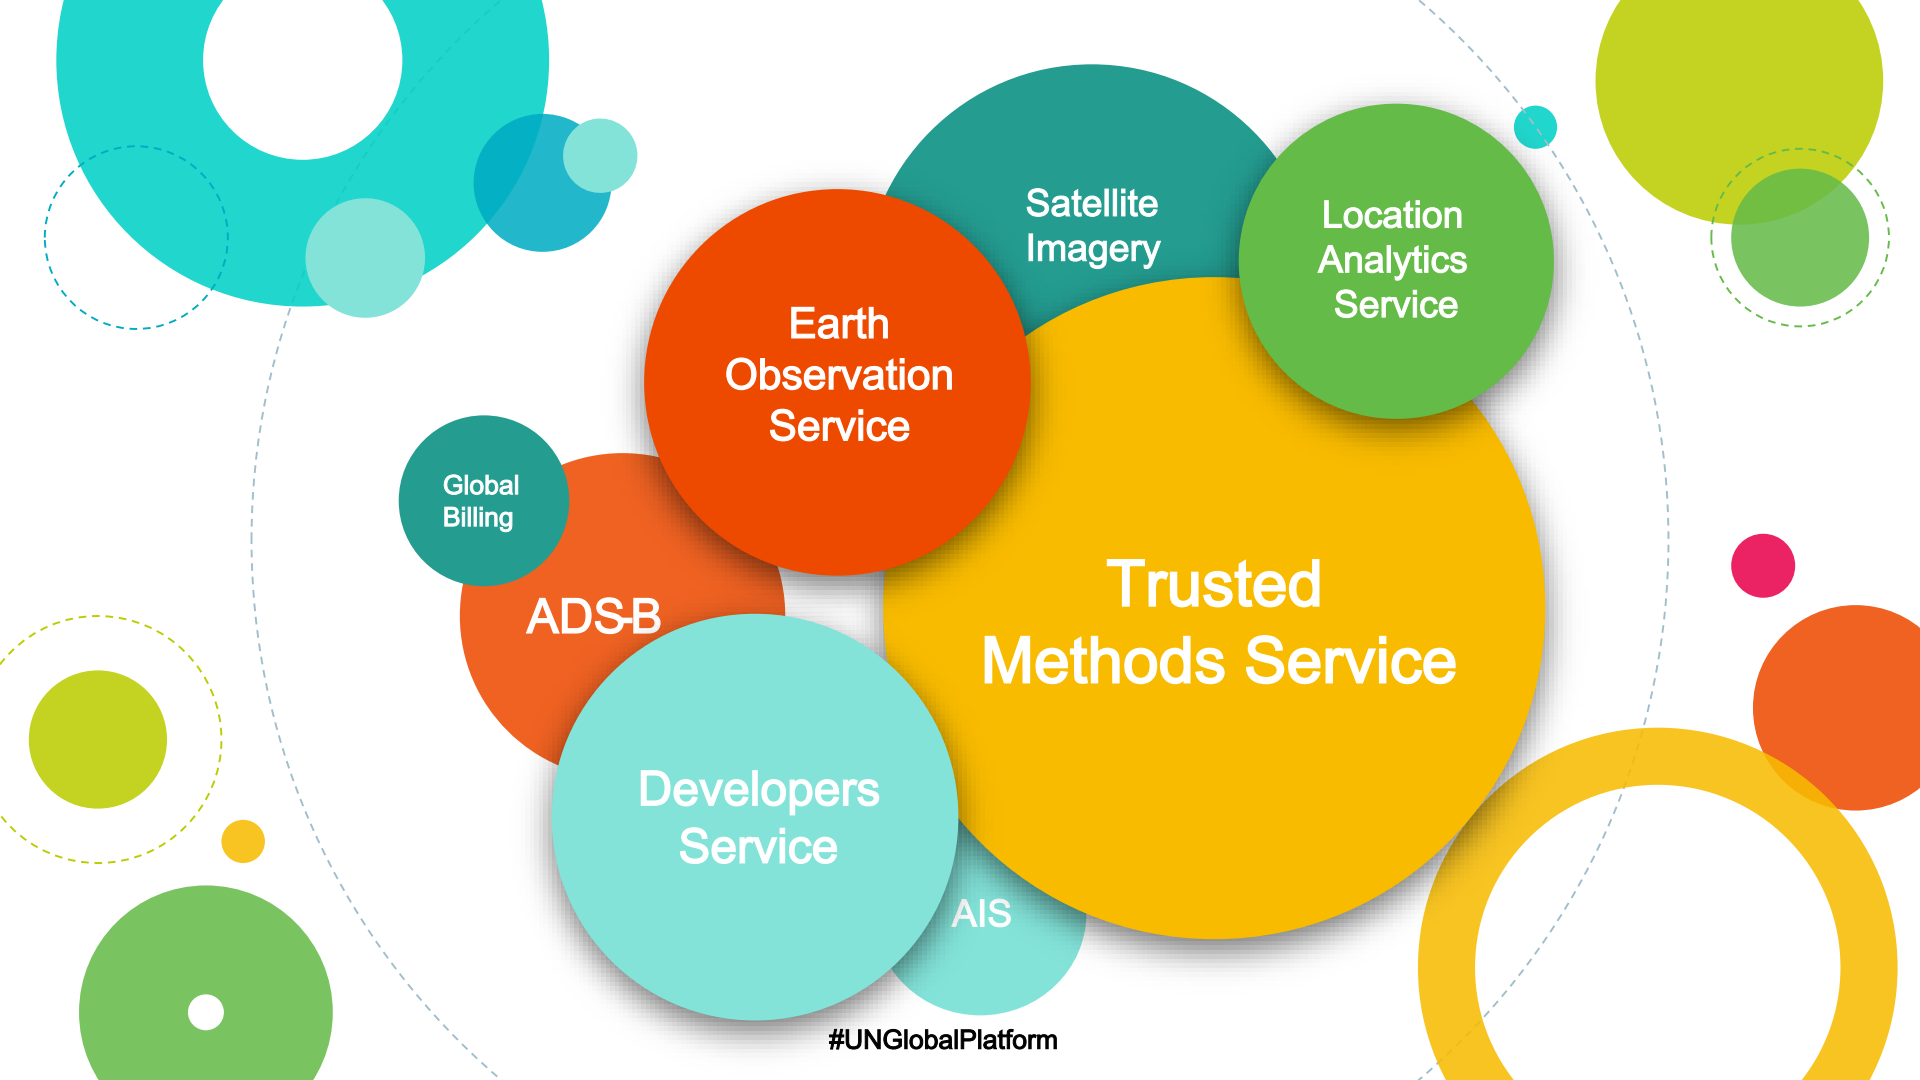 Satellite
Imagery
Location
Analytics
Service
Earth
Observation
Service
Global
Billing
ADS-B
Trusted
Methods Service
Developers
Service
AIS
#UNGlobalPlatform